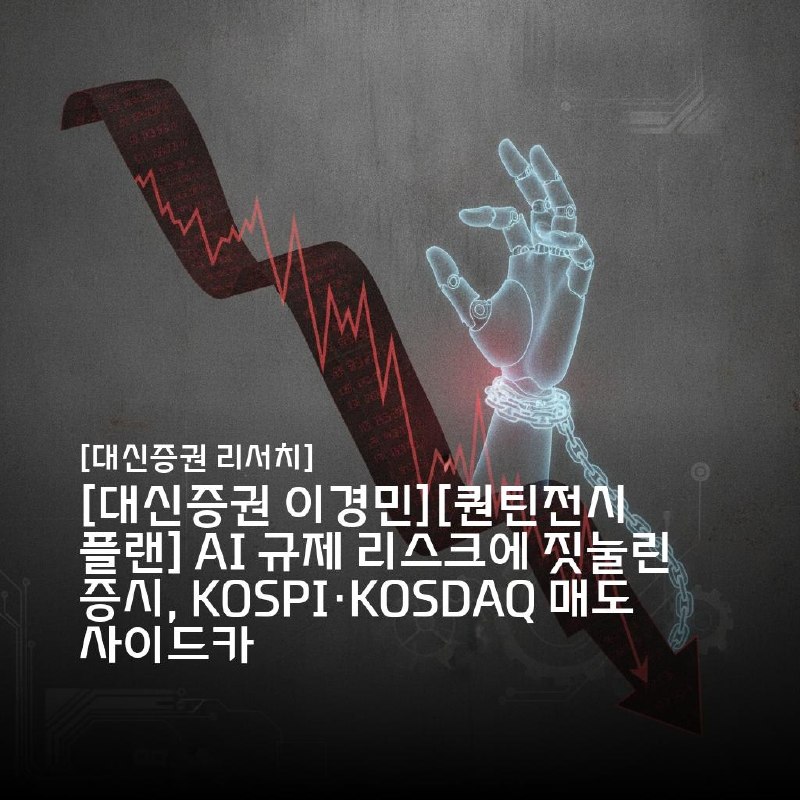 [대신증권 리서치]
[대신증권 이경민][퀀틴전시
플랜] AI 규제 리스크에 짓눌린
증시, KOSPI·KOSDAQ 매도
사이드카